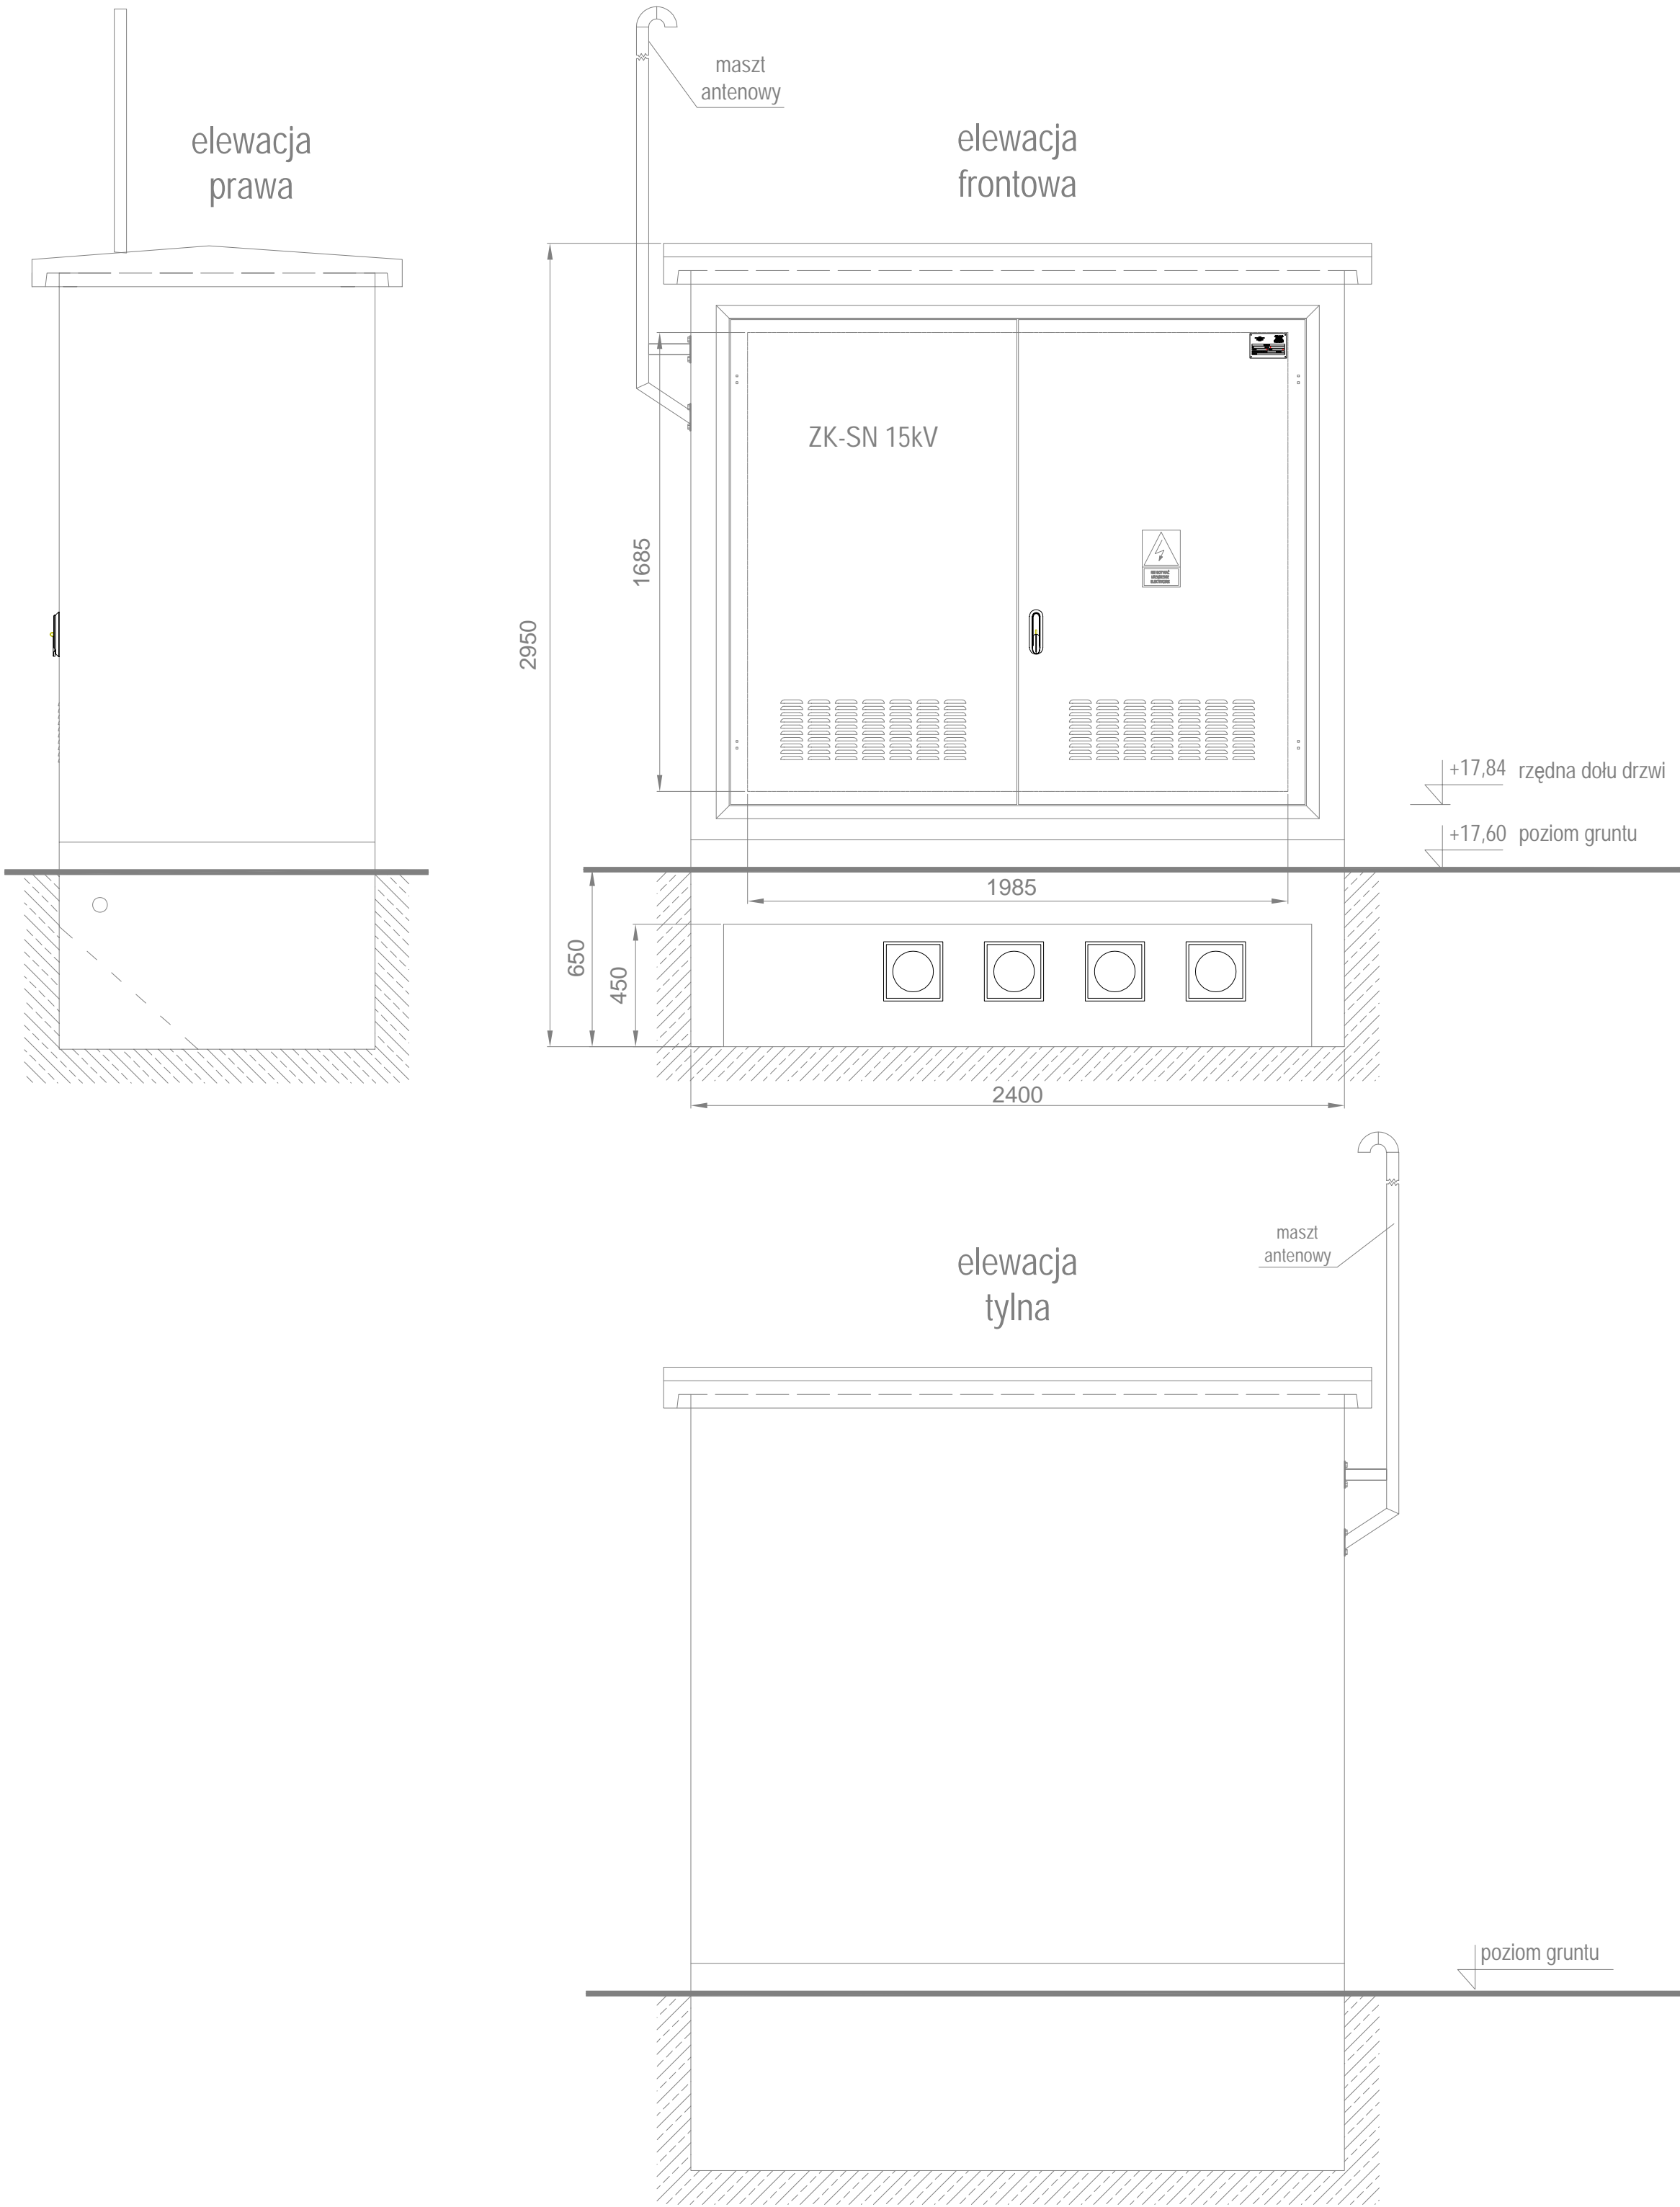 maszt
antenowy
elewacja
prawa
elewacja
frontowa
ZK-SN 15kV
1685
2950
+17,84 rzędna dołu drzwi
+17,60 poziom gruntu
1985
650
450
2400
maszt
antenowy
elewacja
tylna
poziom gruntu